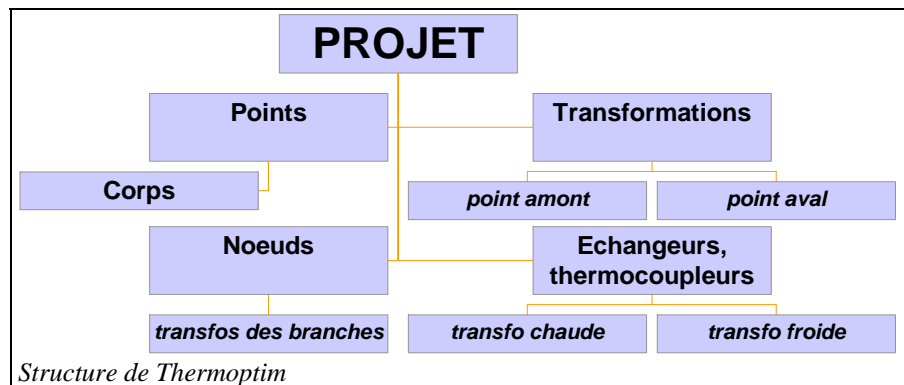 PROJET
Points
Transformations
Corps
point amont
point aval
Noeuds
Echangeurs,
thermocoupleurs
transfos des branches
transfo chaude
transfo froide
Structure de Thermoptim